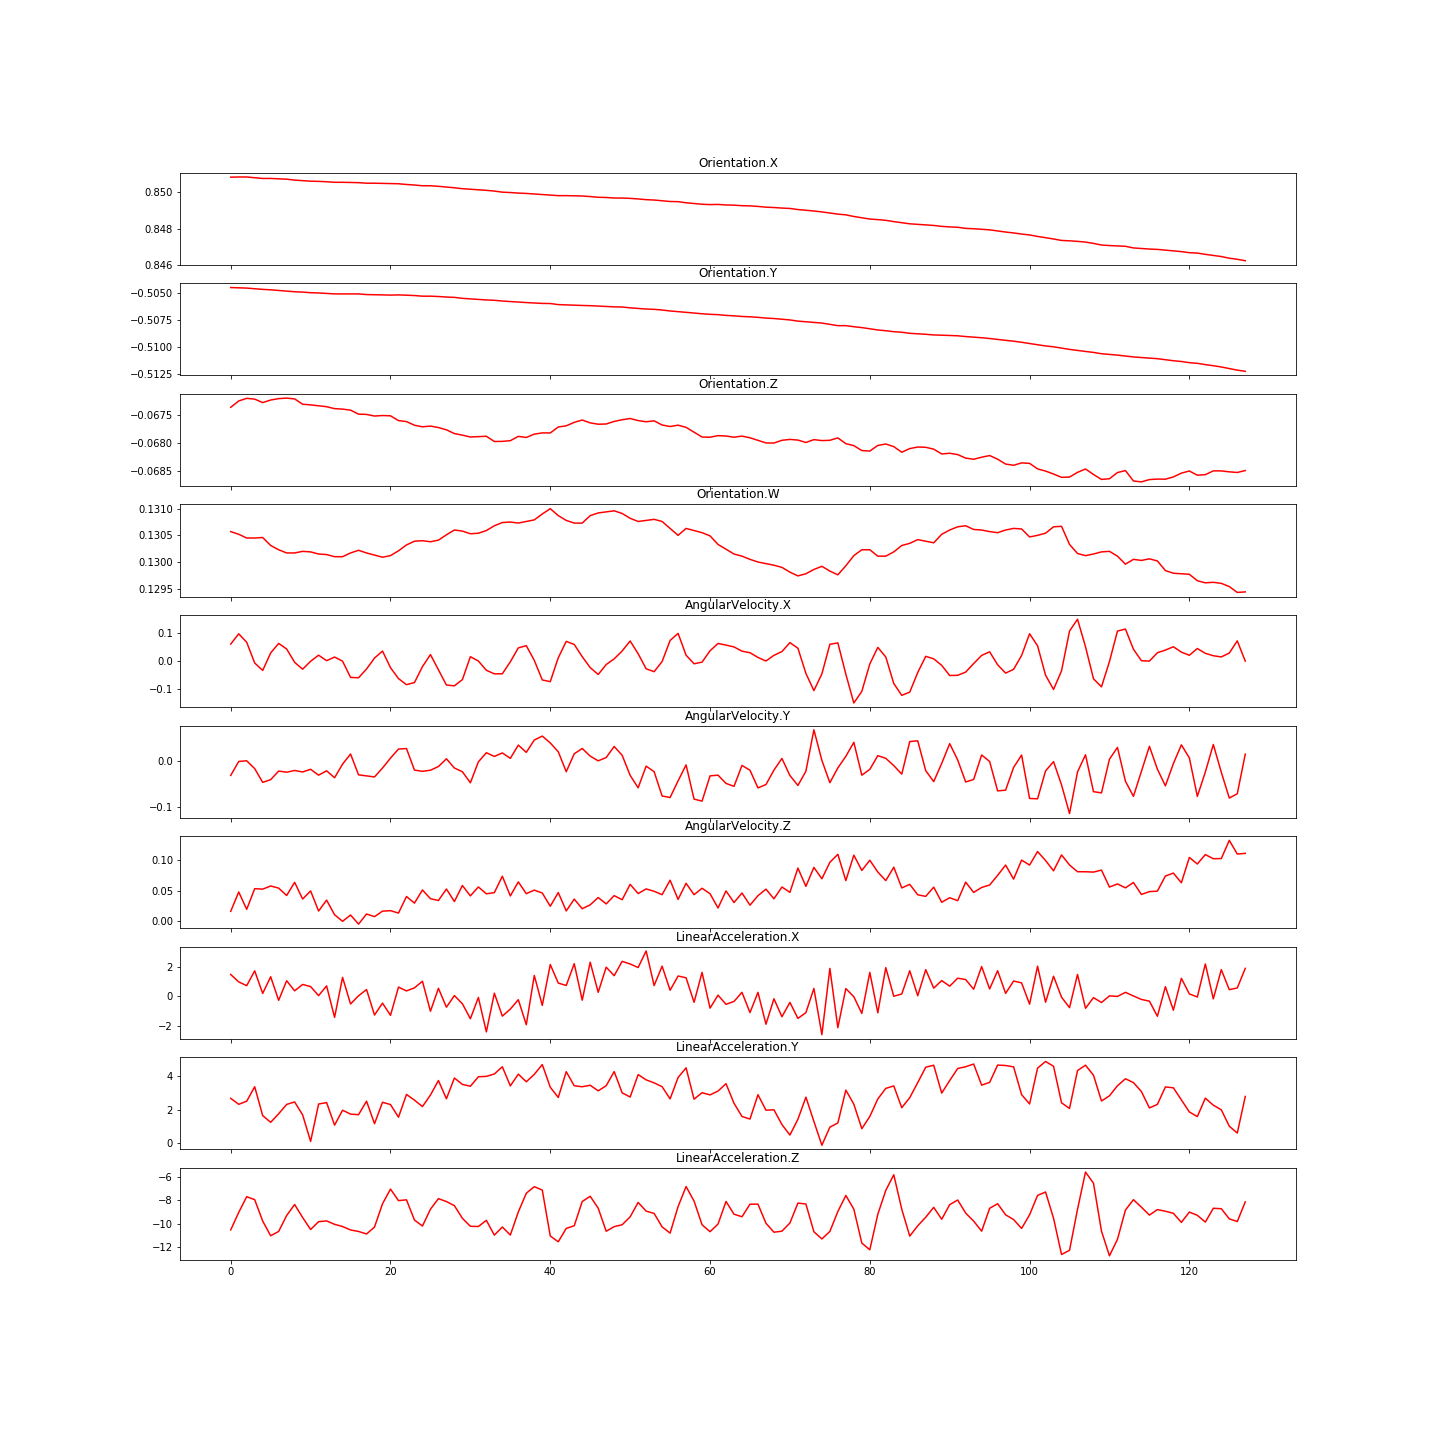 Orientation.X
0.850
0.848
0.846
Orientation.Y
−0.5050
−0.5075
−0.5100
−0.5125
Orientation.Z
−0.0675
−0.0680
−0.0685
Orientation.W
0.1310
0.1305
0.1300
0.1295
AngularVelocity.X
0.1
0.0
−0.1
AngularVelocity.Y
0.0
−0.1
AngularVelocity.Z
0.10
0.05
0.00
LinearAcceleration.X
2
0
−2
LinearAcceleration.Y
4
2
0
LinearAcceleration.Z
−6
−8
−10
−12
0 20 40 60 80 100 120